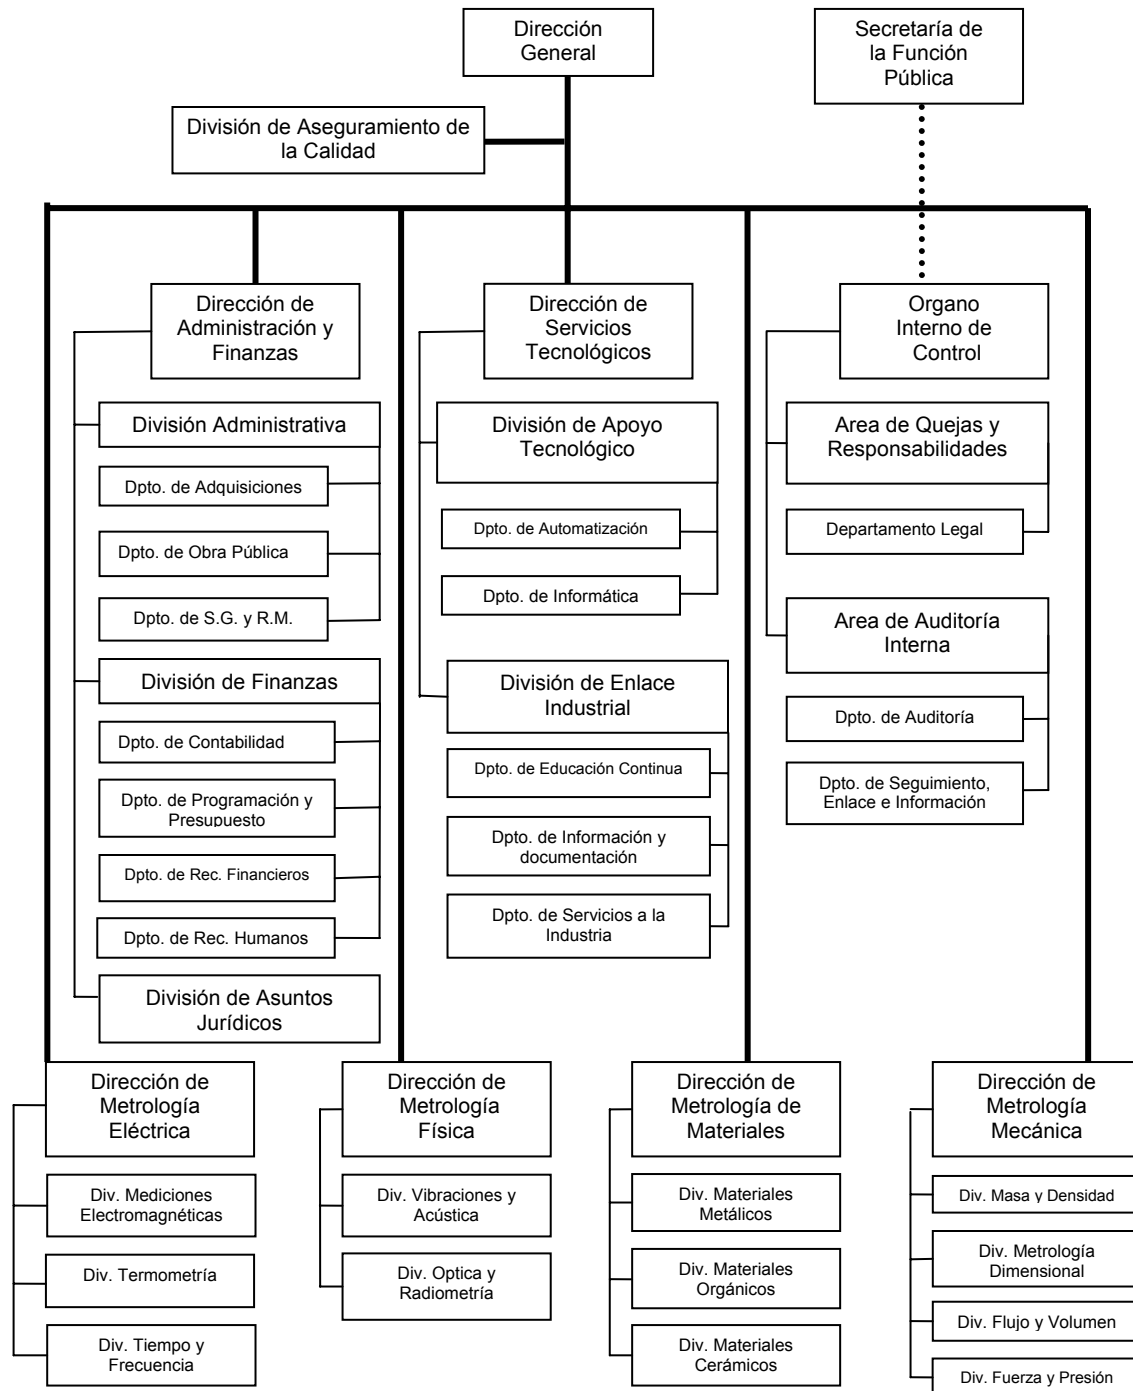 Dirección
General
Secretaría de
la Función
Pública
División de Aseguramiento de
la Calidad
Dirección de
Administración y
Finanzas
División Administrativa
Dpto. de Adquisiciones
Dpto. de Obra Pública
Dpto. de S.G. y R.M.
División de Finanzas
Dpto. de Contabilidad
Dpto. de Programación y
Presupuesto
Dpto. de Rec. Financieros
Dpto. de Rec. Humanos
División de Asuntos
Jurídicos
Dirección de
Servicios
Tecnológicos
División de Apoyo
Tecnológico
Dpto. de Automatización
Dpto. de Informática
División de Enlace
Industrial
Dpto. de Educación Continua
Dpto. de Información y
documentación
Dpto. de Servicios a la
Industria
Organo
Interno de
Control
Area de Quejas y
Responsabilidades
Departamento Legal
Area de Auditoría
Interna
Dpto. de Auditoría
Dpto. de Seguimiento,
Enlace e Información
Dirección de
Metrología
Eléctrica
Div. Mediciones
Electromagnéticas
Div. Termometría
Div. Tiempo y
Frecuencia
Dirección de
Metrología
Física
Div. Vibraciones y
Acústica
Div. Optica y
Radiometría
Dirección de
Metrología de
Materiales
Div. Materiales
Metálicos
Div. Materiales
Orgánicos
Div. Materiales
Cerámicos
Dirección de
Metrología
Mecánica
Div. Masa y Densidad
Div. Metrología
Dimensional
Div. Flujo y Volumen
Div. Fuerza y Presión